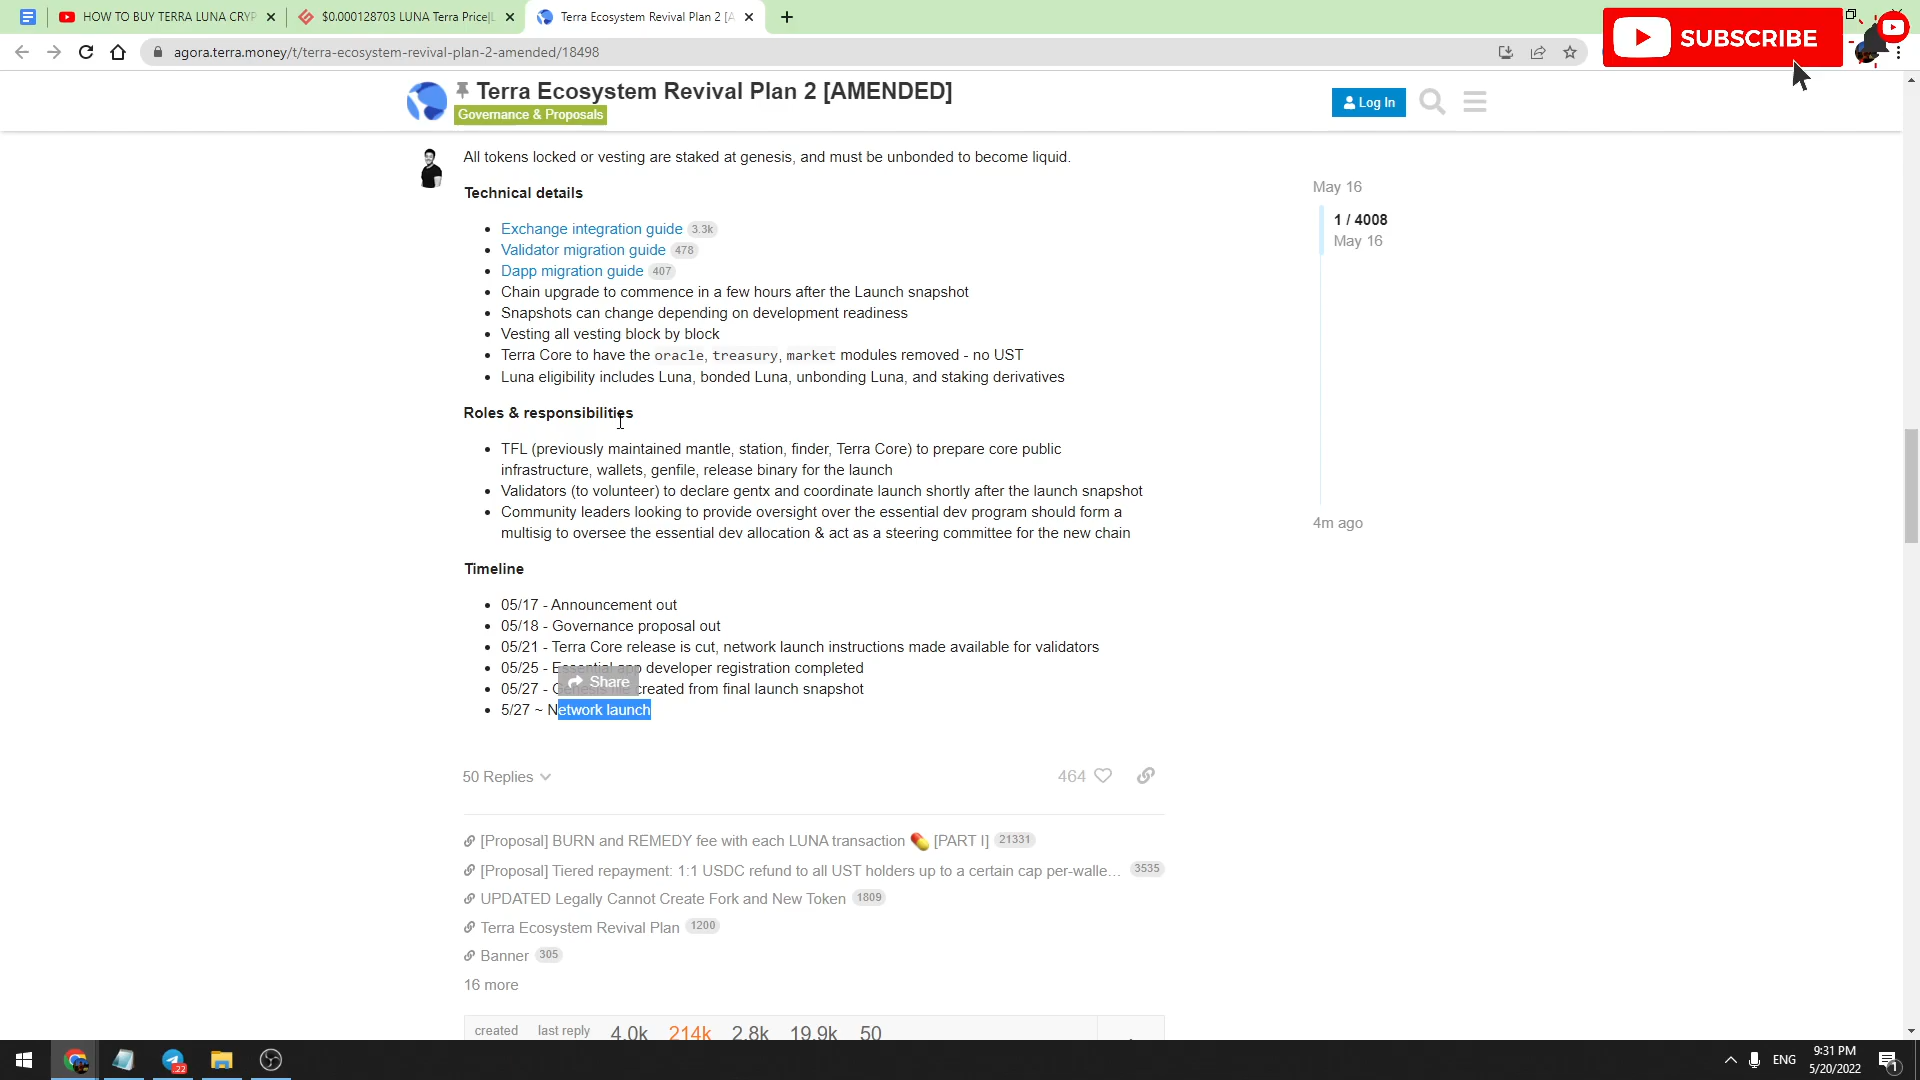 HOW TO BUY TERRA LUNA CRYP
$0.000128703 LUNA Terra Price|L
Terra Ecosystem Revival Plan 2 [A
agora.terra.money/t/terra-ecosystem-revival-plan-2-amended/18498
SUBSCRIBE
Terra Ecosystem Revival Plan 2 [AMENDED]
Governance & Proposals
Log In
All tokens locked or vesting are staked at genesis, and must be unbonded to become liquid.
Technical details
Exchange integration guide 3.3k
Validator migration guide 478
Dapp migration guide 407
Chain upgrade to commence in a few hours after the Launch snapshot
Snapshots can change depending on development readiness
Vesting all vesting block by block
Terra Core to have the oracle, treasury, market modules removed - no UST
Luna eligibility includes Luna, bonded Luna, unbonding Luna, and staking derivatives
Roles & responsibilities
TFL (previously maintained mantle, station, finder, Terra Core) to prepare core public
infrastructure, wallets, genfile, release binary for the launch
Validators (to volunteer) to declare gentx and coordinate launch shortly after the launch snapshot
Community leaders looking to provide oversight over the essential dev program should form a
multisig to oversee the essential dev allocation & act as a steering committee for the new chain
Timeline
05/17 - Announcement out
05/18 - Governance proposal out
05/21 - Terra Core release is cut, network launch instructions made available for validators
05/25 - Essential app developer registration completed
Share
05/27 - Genesis file created from final launch snapshot
5/27 ~ Network launch
May 16
1 / 4008
May 16
4m ago
50 Replies
464
[Proposal] BURN and REMEDY fee with each LUNA transaction 💊 [PART I] 21331
[Proposal] Tiered repayment: 1:1 USDC refund to all UST holders up to a certain cap per-walle… 3535
UPDATED Legally Cannot Create Fork and New Token 1809
Terra Ecosystem Revival Plan 1200
Banner 305
16 more
created last reply 4.0k 214k 2.8k 19.9k 50
22
ENG
9:31 PM
5/20/2022
1